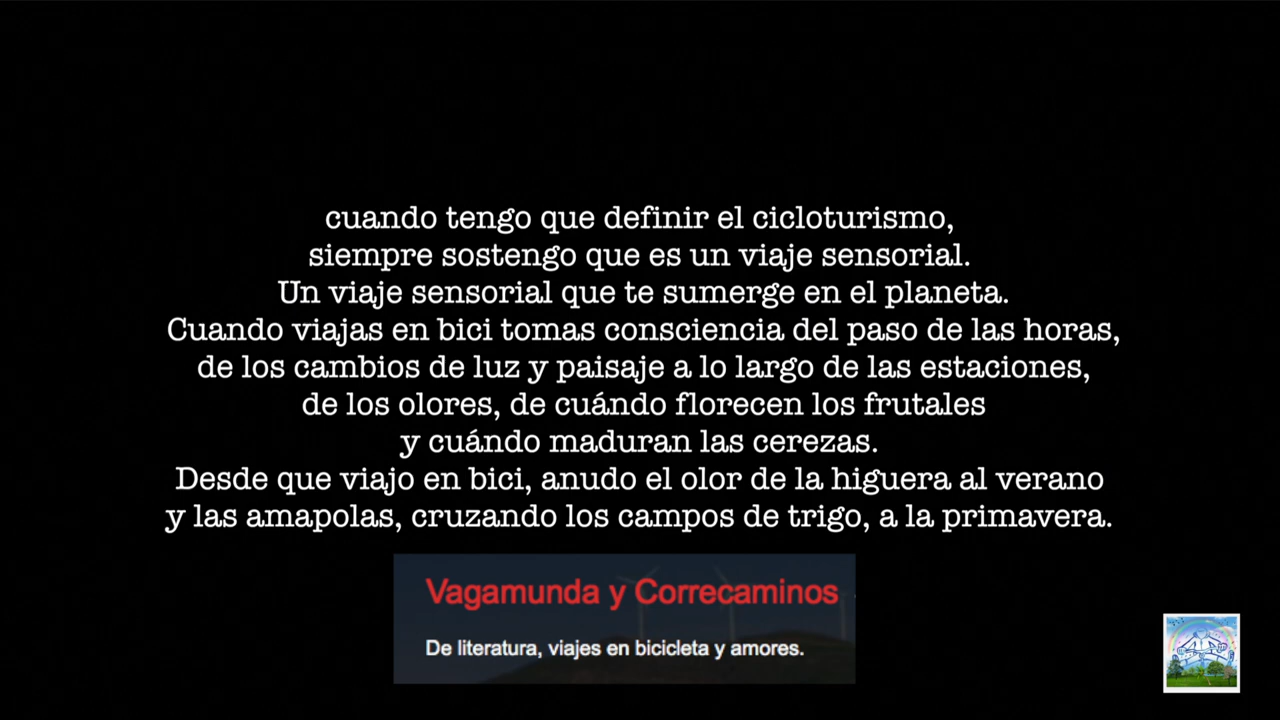 cuando tengo que definir el cicloturismo,
siempre sostengo que es un viaje sensorial.
Un viaje sensorial que te sumerge en el planeta.
Cuando viajas en bici tomas consciencia del paso de las horas,
de los cambios de luz y paisaje a lo largo de las estaciones,
de los olores, de cuándo florecen los frutales
y cuándo maduran las cerezas.
Desde que viajo en bici, anudo el olor de la higuera al verano
y las amapolas, cruzando los campos de trigo, a la primavera.
Vagamunda y Correcaminos
De literatura, viajes en bicicleta y amores.